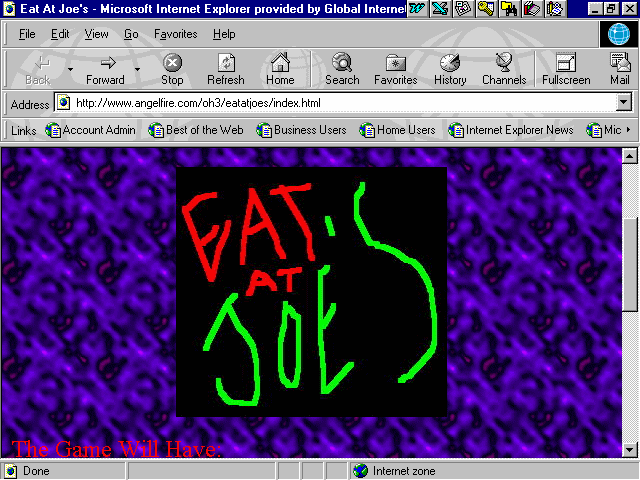 Eat At Joe's - Microsoft Internet Explorer provided by Global Internet
File Edit View Go Favorites Help
Back Forward Stop Refresh Home Search Favorites History Channels Fullscreen Mail
Address http://www.angelfire.com/oh3/eatatjoes/index.html
Links Account Admin Best of the Web Business Users Home Users Internet Explorer News Mic
EAT
AT
JOE'S
The Game Will Have:
Done Internet zone